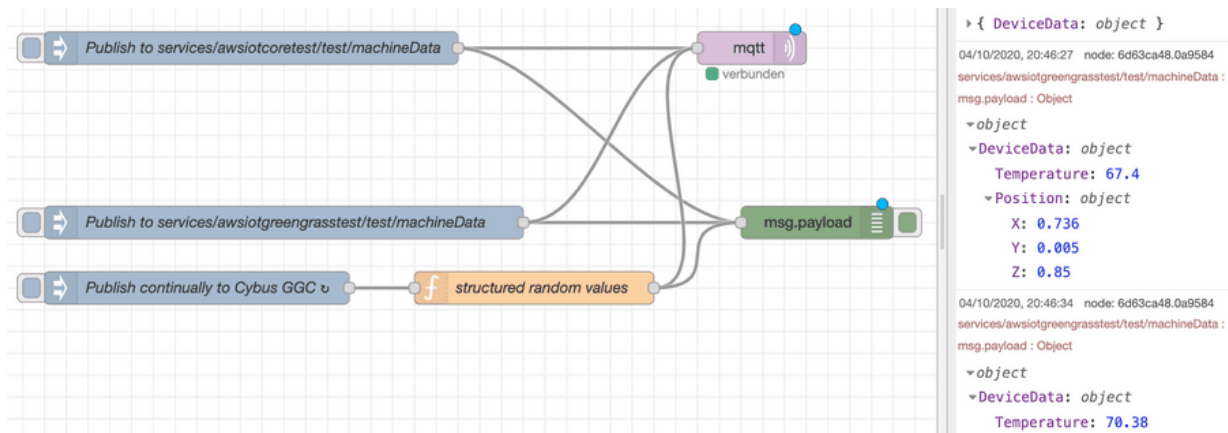 Publish to services/awsiotcoretest/test/machineData
mqtt
verbunden
Publish to services/awsiotgreengrasstest/test/machineData
msg.payload
Publish continually to Cybus GGC ↻
f
structured random values
{ DeviceData: object }
04/10/2020, 20:46:27 node: 6d63ca48.0a9584
services/awsiotgreengrasstest/test/machineData :
msg.payload : Object
object
DeviceData: object
Temperature: 67.4
Position: object
X: 0.736
Y: 0.005
Z: 0.85
04/10/2020, 20:46:34 node: 6d63ca48.0a9584
services/awsiotgreengrasstest/test/machineData :
msg.payload : Object
object
DeviceData: object
Temperature: 70.38